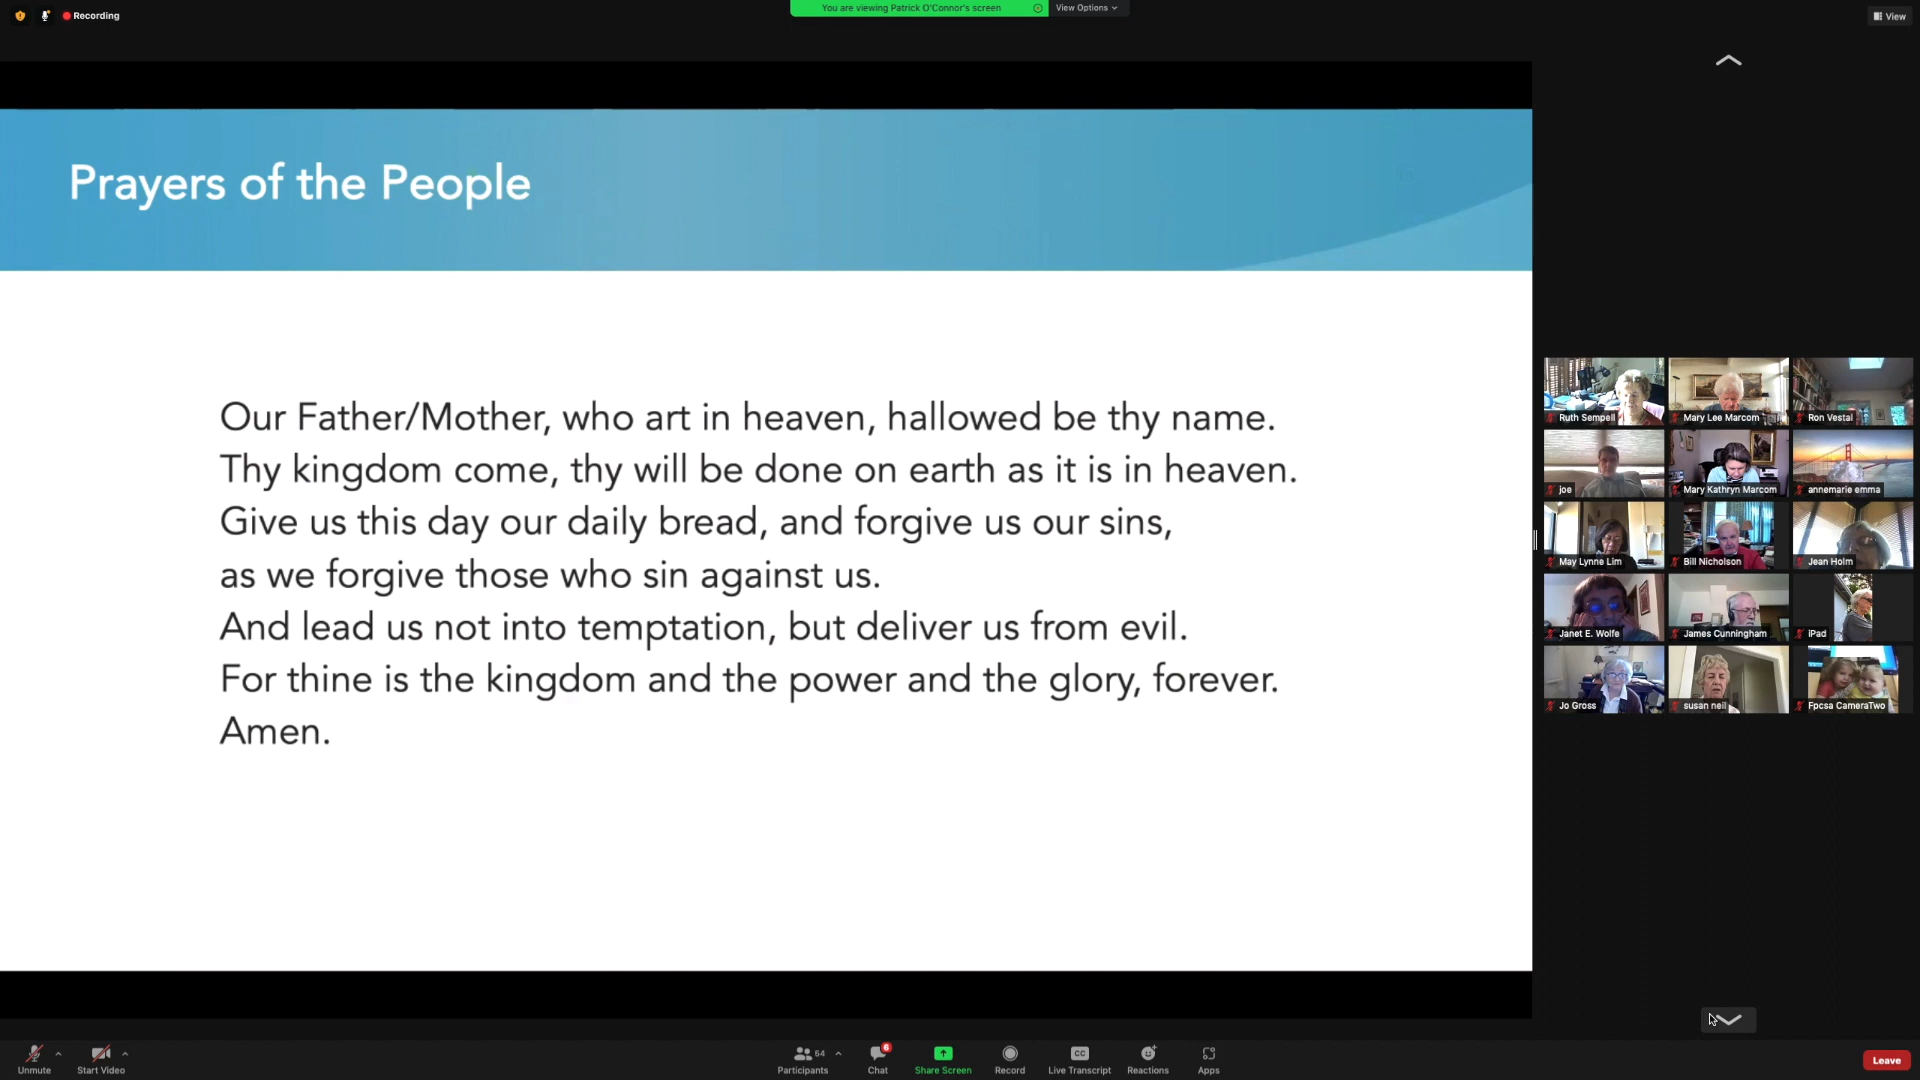 Recording
You are viewing Patrick O'Connor's screen
View Options
View
Prayers of the People
Our Father/Mother, who art in heaven, hallowed be thy name.
Thy kingdom come, thy will be done on earth as it is in heaven.
Give us this day our daily bread, and forgive us our sins,
as we forgive those who sin against us.
And lead us not into temptation, but deliver us from evil.
For thine is the kingdom and the power and the glory, forever.
Amen.
Ruth Sempell
Mary Lee Marcom
Ron Vestal
joe
Mary Kathryn Marcom
annemarie emma
May Lynne Lim
Bill Nicholson
Jean Holm
Janet E. Wolfe
James Cunningham
iPad
Jo Gross
susan neil
Fpcsa CameraTwo
Unmute
Start Video
64
Participants
6
Chat
Share Screen
Record
CC
Live Transcript
Reactions
Apps
Leave